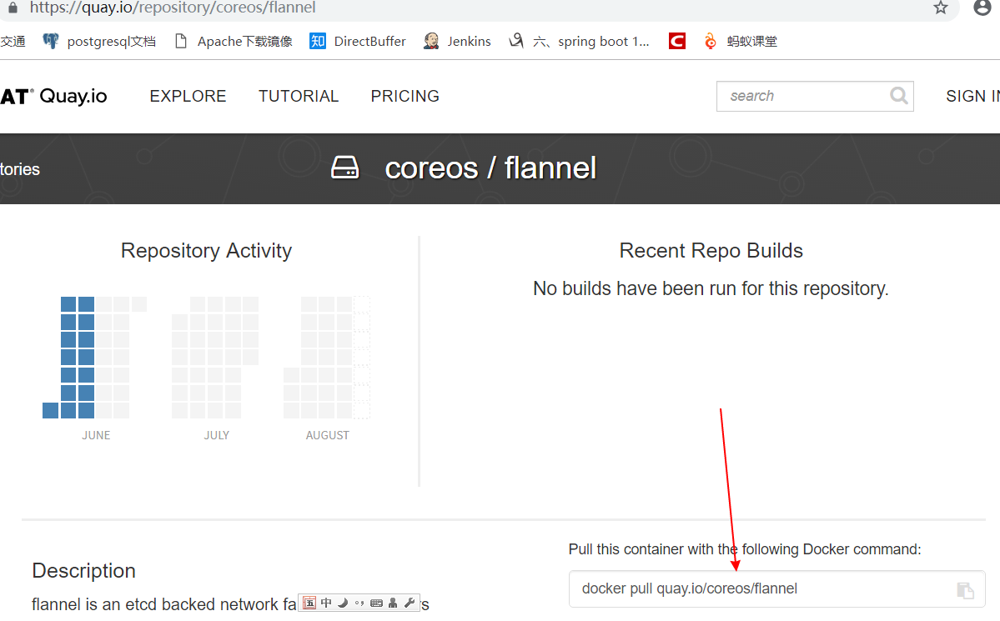 https://quay.io/repository/coreos/flannel
交通 postgresql文档 Apache下载镜像 知 DirectBuffer Jenkins 六、spring boot 1... C 蚂蚁课堂
AT® Quay.io EXPLORE TUTORIAL PRICING search SIGN IN
tories
coreos / flannel
Repository Activity
Recent Repo Builds
No builds have been run for this repository.
JUNE JULY AUGUST
Pull this container with the following Docker command:
docker pull quay.io/coreos/flannel
Description
flannel is an etcd backed network fa
五 中
s